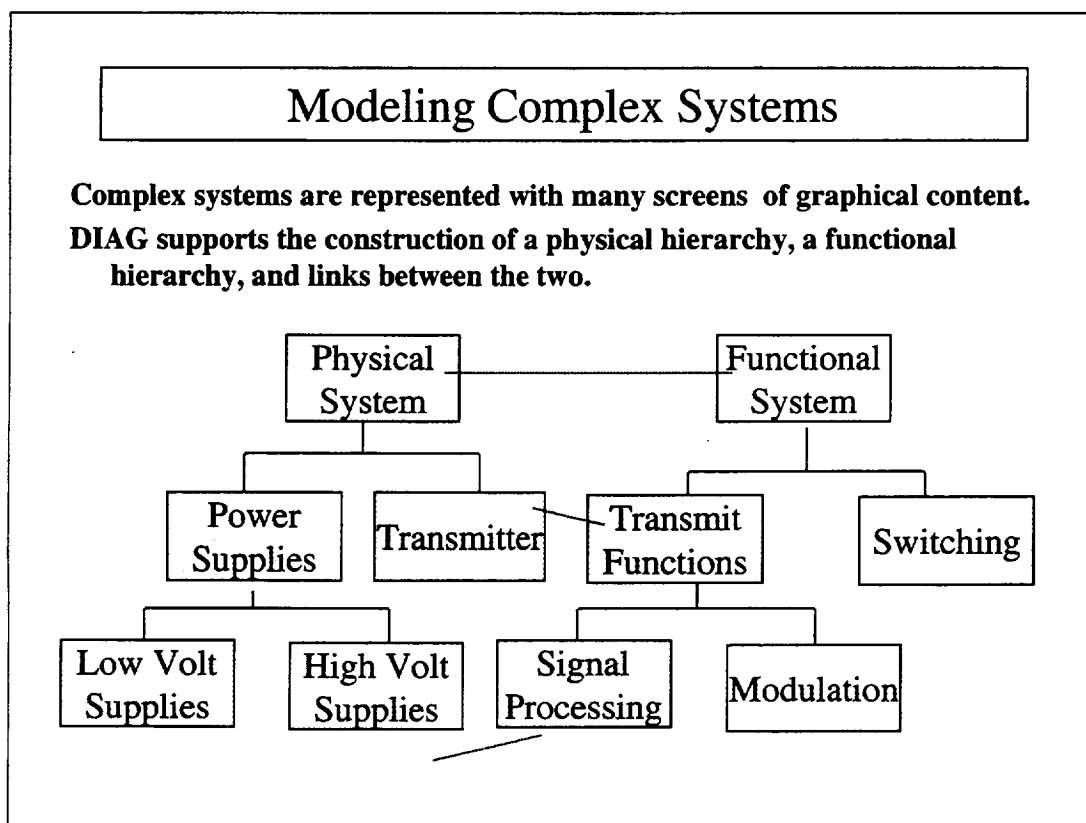 Modeling Complex Systems
Complex systems are represented with many screens of graphical content.
DIAG supports the construction of a physical hierarchy, a functional
hierarchy, and links between the two.
Physical
System
Functional
System
Power
Supplies
Transmitter
Transmit
Functions
Switching
Low Volt
Supplies
High Volt
Supplies
Signal
Processing
Modulation